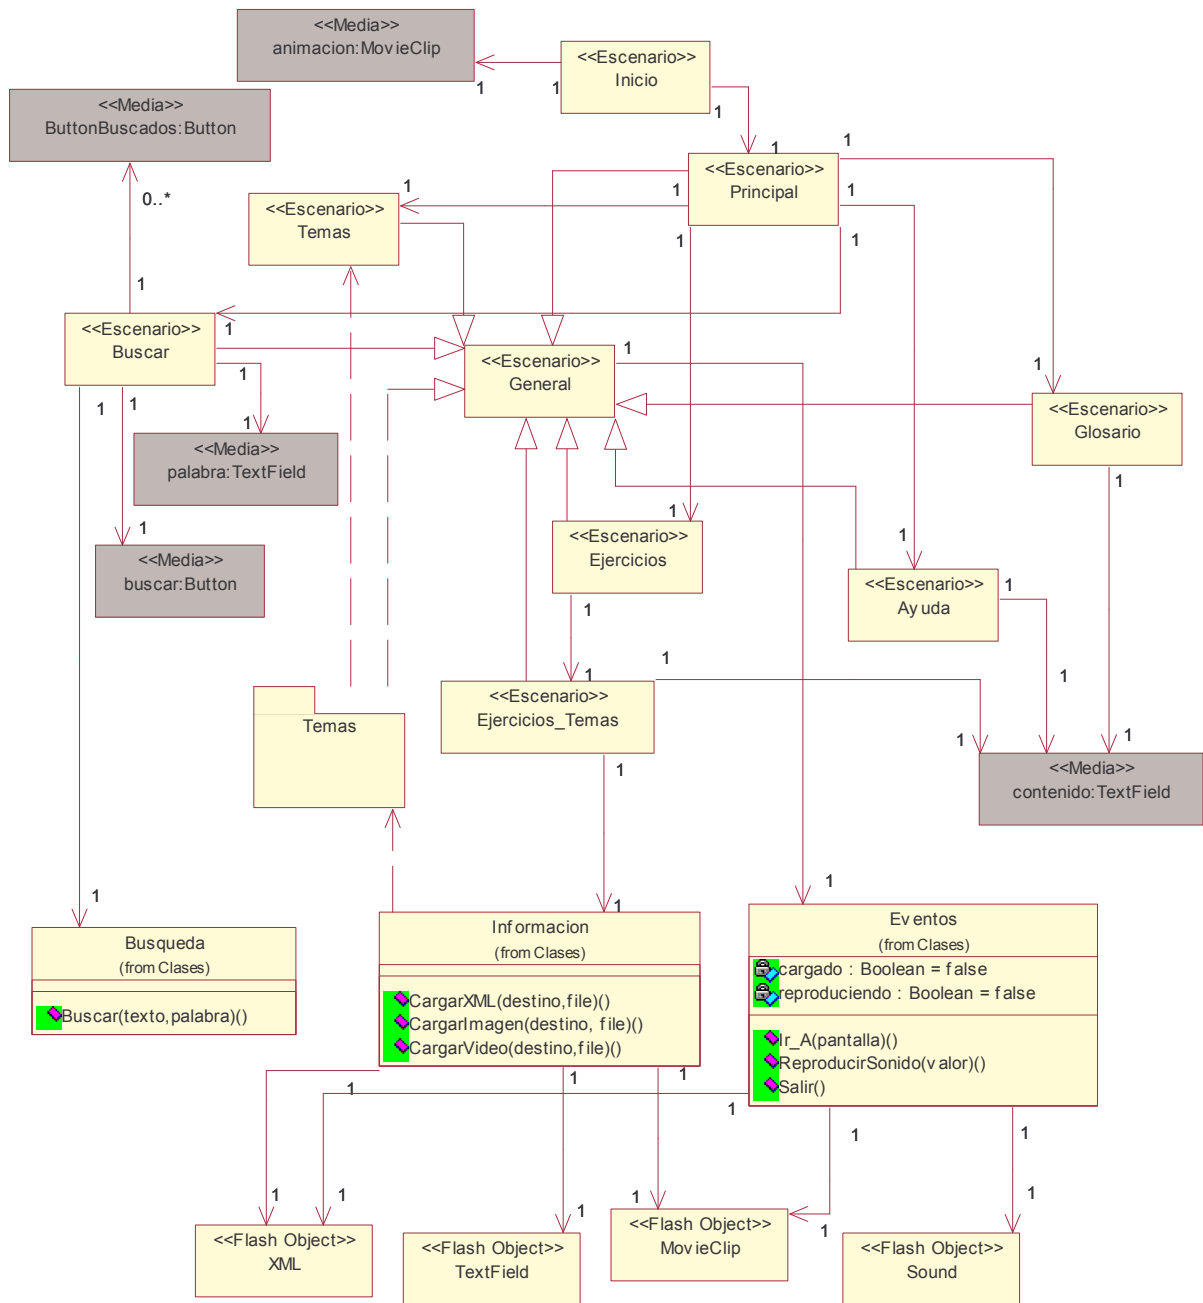 <<Media>>
animacion:MovieClip
<<Escenario>>
Inicio
1
1
1
<<Media>>
ButtonBuscados:Button
1
<<Escenario>>
Principal
1
1
1
1
0..*
<<Escenario>>
Temas
1
1
1
<<Escenario>>
Buscar
1
<<Escenario>>
General
1
1
1
1
1
<<Escenario>>
Glosario
1
<<Media>>
palabra:TextField
1
1
1
<<Escenario>>
Ejercicios
1
<<Media>>
buscar:Button
<<Escenario>>
Ayuda
1
1
1
1
<<Escenario>>
Ejercicios_Temas
1
Temas
1
1
1
<<Media>>
contenido:TextField
1
1
1
1
Busqueda
(from Clases)
Buscar(texto,palabra)()
Informacion
(from Clases)
CargarXML(destino,file)()
CargarImagen(destino, file)()
CargarVideo(destino,file)()
Eventos
(from Clases)
cargado : Boolean = false
reproduciendo : Boolean = false
Ir_A(pantalla)()
ReproducirSonido(valor)()
Salir()
1
1
1
1
1
1
1
1
1
1
1
1
<<Flash Object>>
XML
<<Flash Object>>
TextField
<<Flash Object>>
MovieClip
<<Flash Object>>
Sound